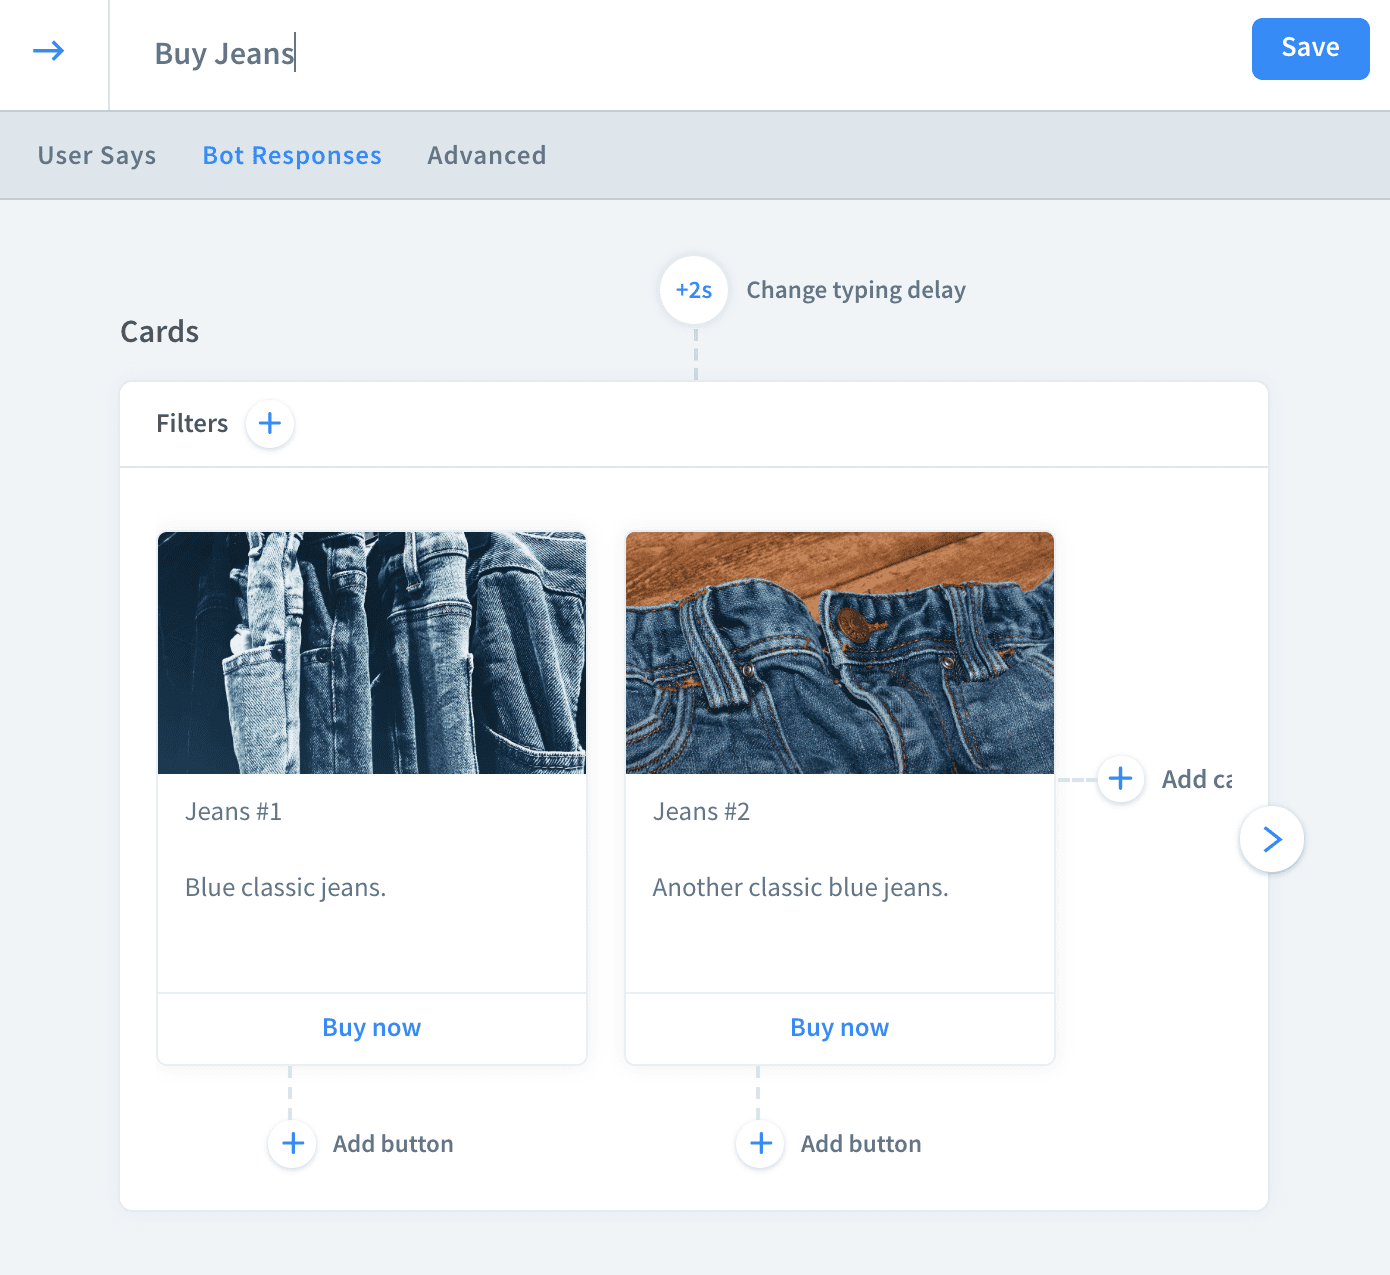 Buy Jeans
Save
User Says
Bot Responses
Advanced
+2s
Change typing delay
Cards
Filters
Jeans #1
Blue classic jeans.
Buy now
Add button
Jeans #2
Another classic blue jeans.
Buy now
Add button
Add